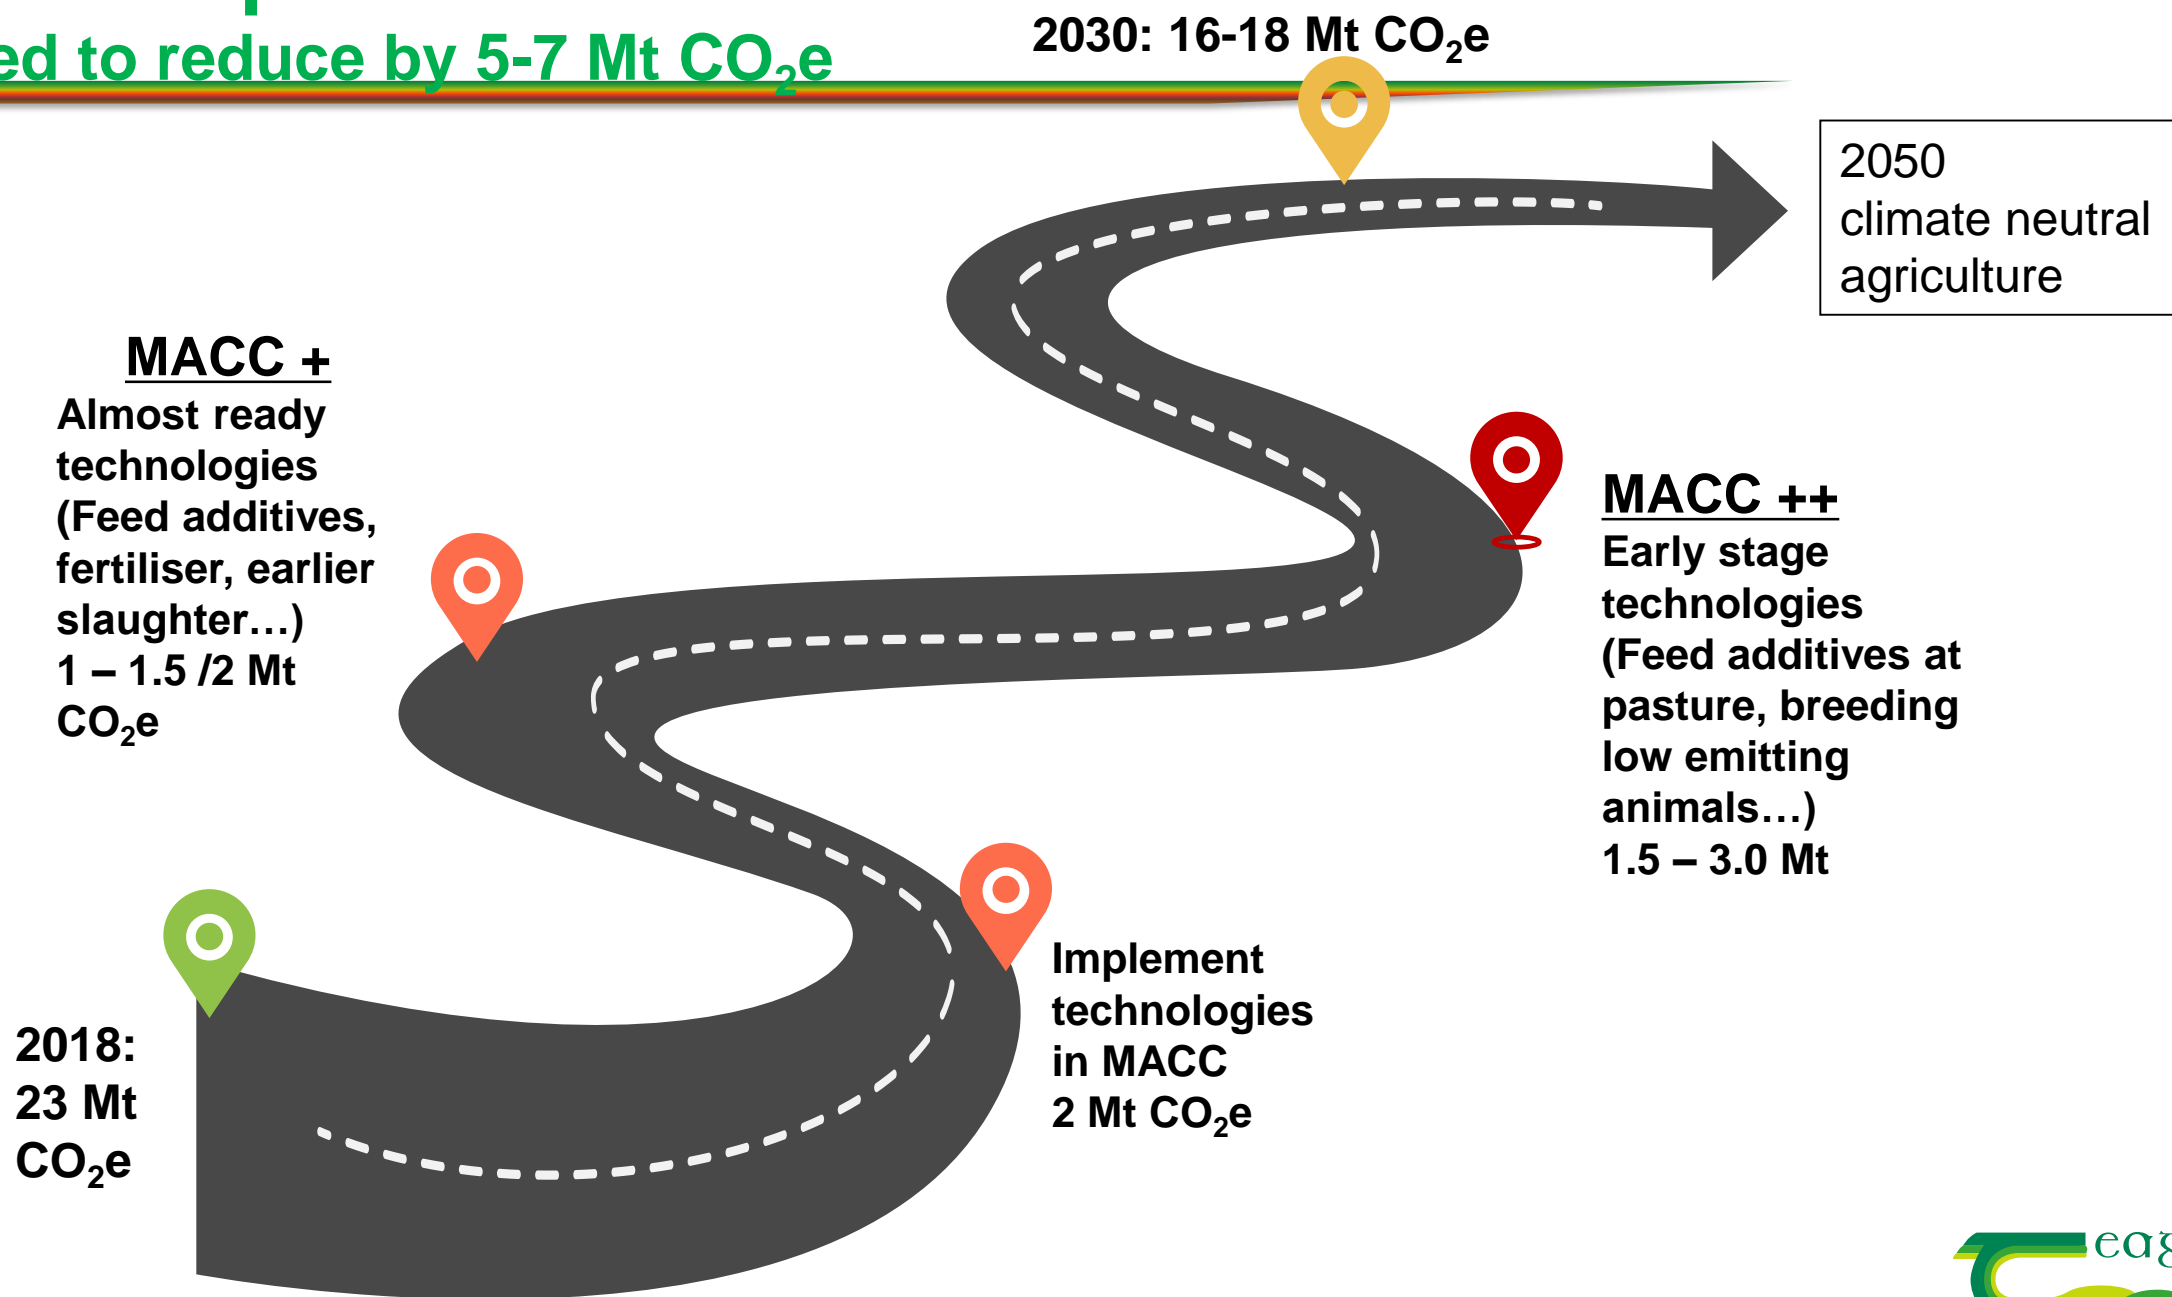 to reduce by 5-7 Mt CO₂e
2030: 16-18 Mt CO₂e
2050
climate neutral
agriculture
MACC +
Almost ready
technologies
(Feed additives,
fertiliser, earlier
slaughter…)
1 – 1.5 /2 Mt
CO₂e
MACC ++
Early stage
technologies
(Feed additives at
pasture, breeding
low emitting
animals…)
1.5 – 3.0 Mt
Implement
technologies
in MACC
2 Mt CO₂e
2018:
23 Mt
CO₂e